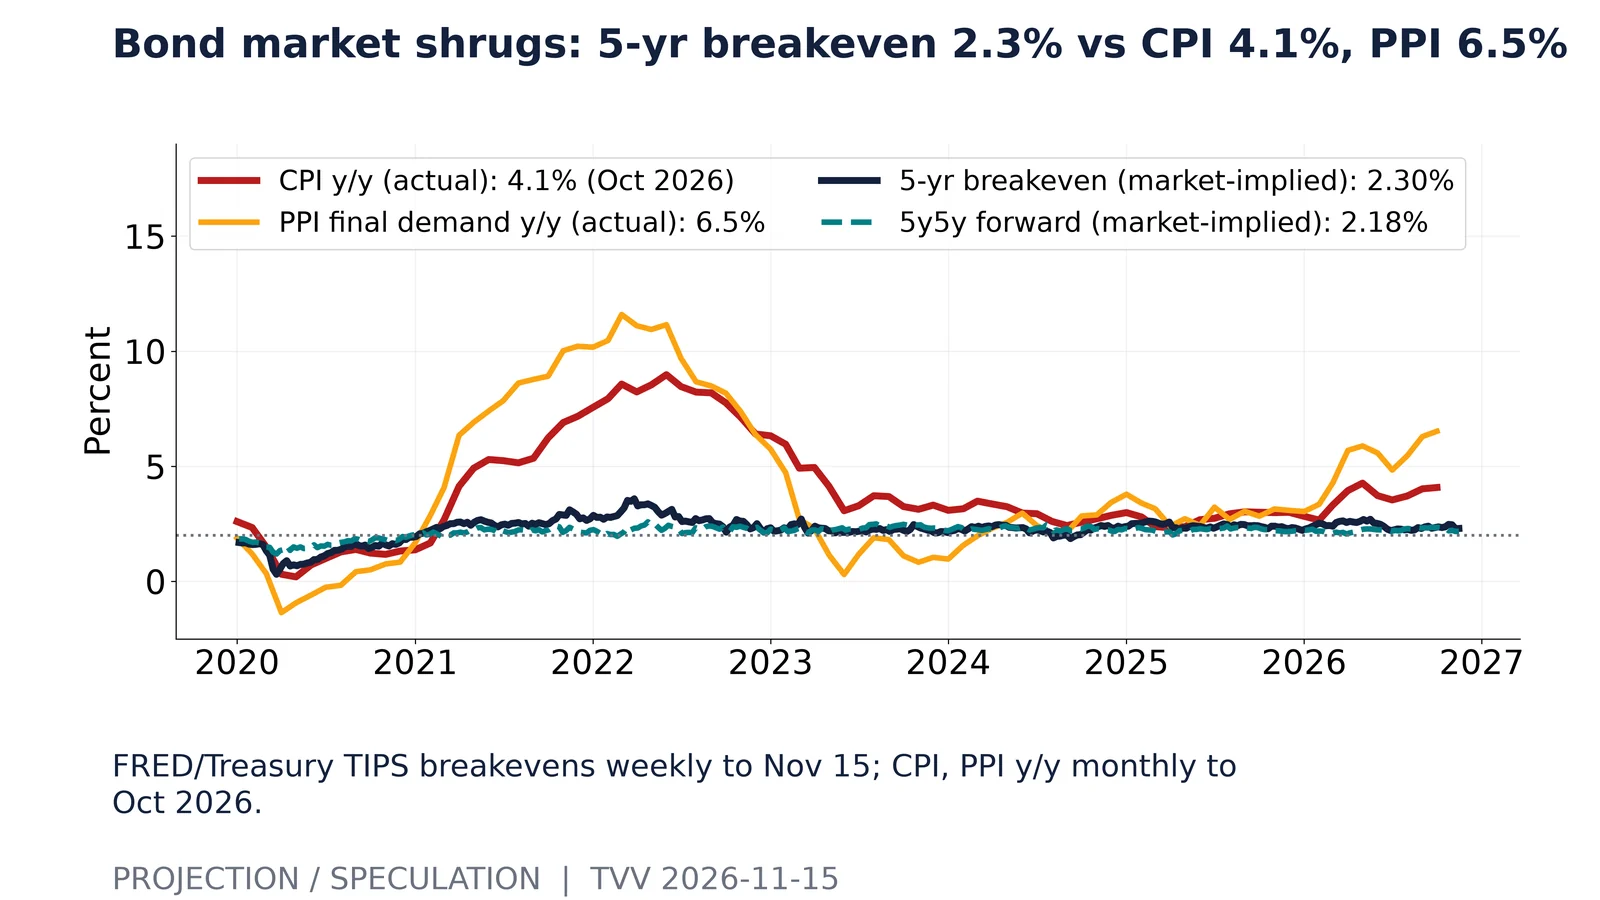 Bond market shrugs: 5-yr breakeven 2.3% vs CPI 4.1%, PPI 6.5%
CPI y/y (actual): 4.1% (Oct 2026)
PPI final demand y/y (actual): 6.5%
5-yr breakeven (market-implied): 2.30%
5y5y forward (market-implied): 2.18%
Percent
15
10
5
0
2020 2021 2022 2023 2024 2025 2026 2027
FRED/Treasury TIPS breakevens weekly to Nov 15; CPI, PPI y/y monthly to
Oct 2026.
PROJECTION / SPECULATION | TVV 2026-11-15